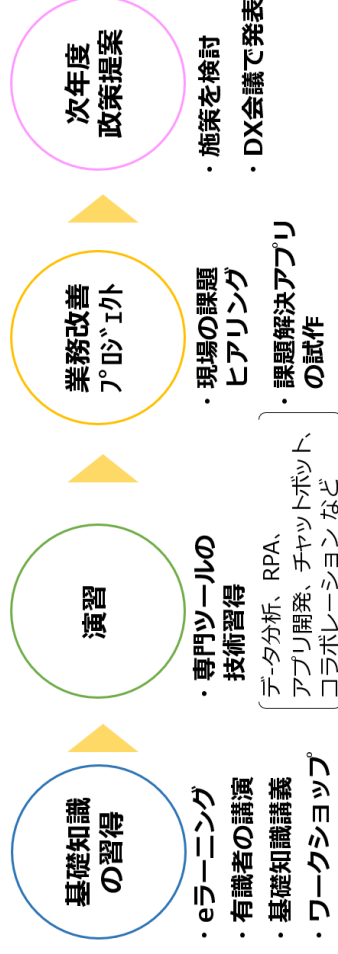 基礎知識
の習得
・eラーニング
・有識者の講演
・基礎知識講義
・ワークショップ
演習
・専門ツールの
技術習得
データ分析、RPA、
アプリ開発、チャットボット、
コラボレーション など
業務改善
プロジェクト
・現場の課題
ヒアリング
・課題解決アプリ
の試作
次年度
政策提案
・施策を検討
・DX会議で発表